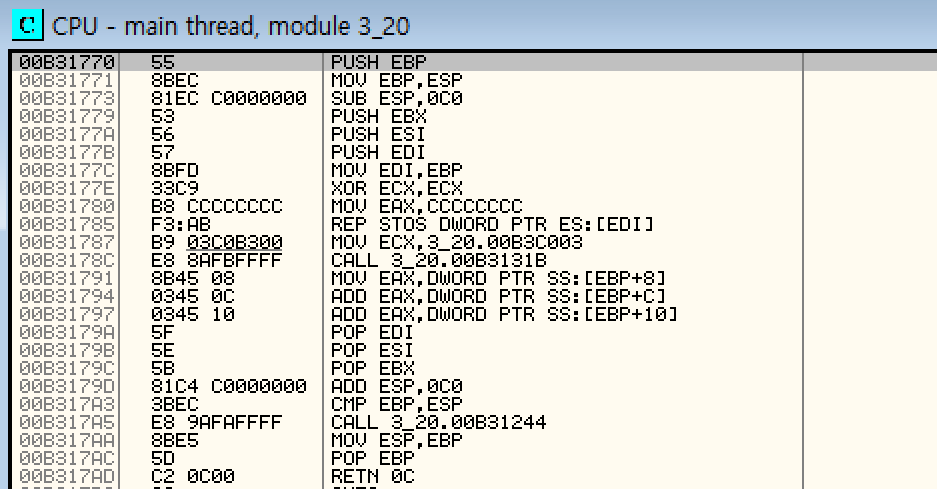 C CPU - main thread, module 3_20
00B31770 55 PUSH EBP
00B31771 8BEC MOV EBP,ESP
00B31773 81EC C0000000 SUB ESP,0C0
00B31779 53 PUSH EBX
00B3177A 56 PUSH ESI
00B3177B 57 PUSH EDI
00B3177C 8BFD MOV EDI,EBP
00B3177E 33C9 XOR ECX,ECX
00B31780 B8 CCCCCCCC MOV EAX,CCCCCCCC
00B31785 F3:AB REP STOS DWORD PTR ES:[EDI]
00B31787 B9 03C0B300 MOV ECX,3_20.00B3C003
00B3178C E8 8AFBFFFF CALL 3_20.00B3131B
00B31791 8B45 08 MOV EAX,DWORD PTR SS:[EBP+8]
00B31794 0345 0C ADD EAX,DWORD PTR SS:[EBP+C]
00B31797 0345 10 ADD EAX,DWORD PTR SS:[EBP+10]
00B3179A 5F POP EDI
00B3179B 5E POP ESI
00B3179C 5B POP EBX
00B3179D 81C4 C0000000 ADD ESP,0C0
00B317A3 3BEC CMP EBP,ESP
00B317A5 E8 9AFAFFFF CALL 3_20.00B31244
00B317AA 8BE5 MOV ESP,EBP
00B317AC 5D POP EBP
00B317AD C2 0C00 RETN 0C